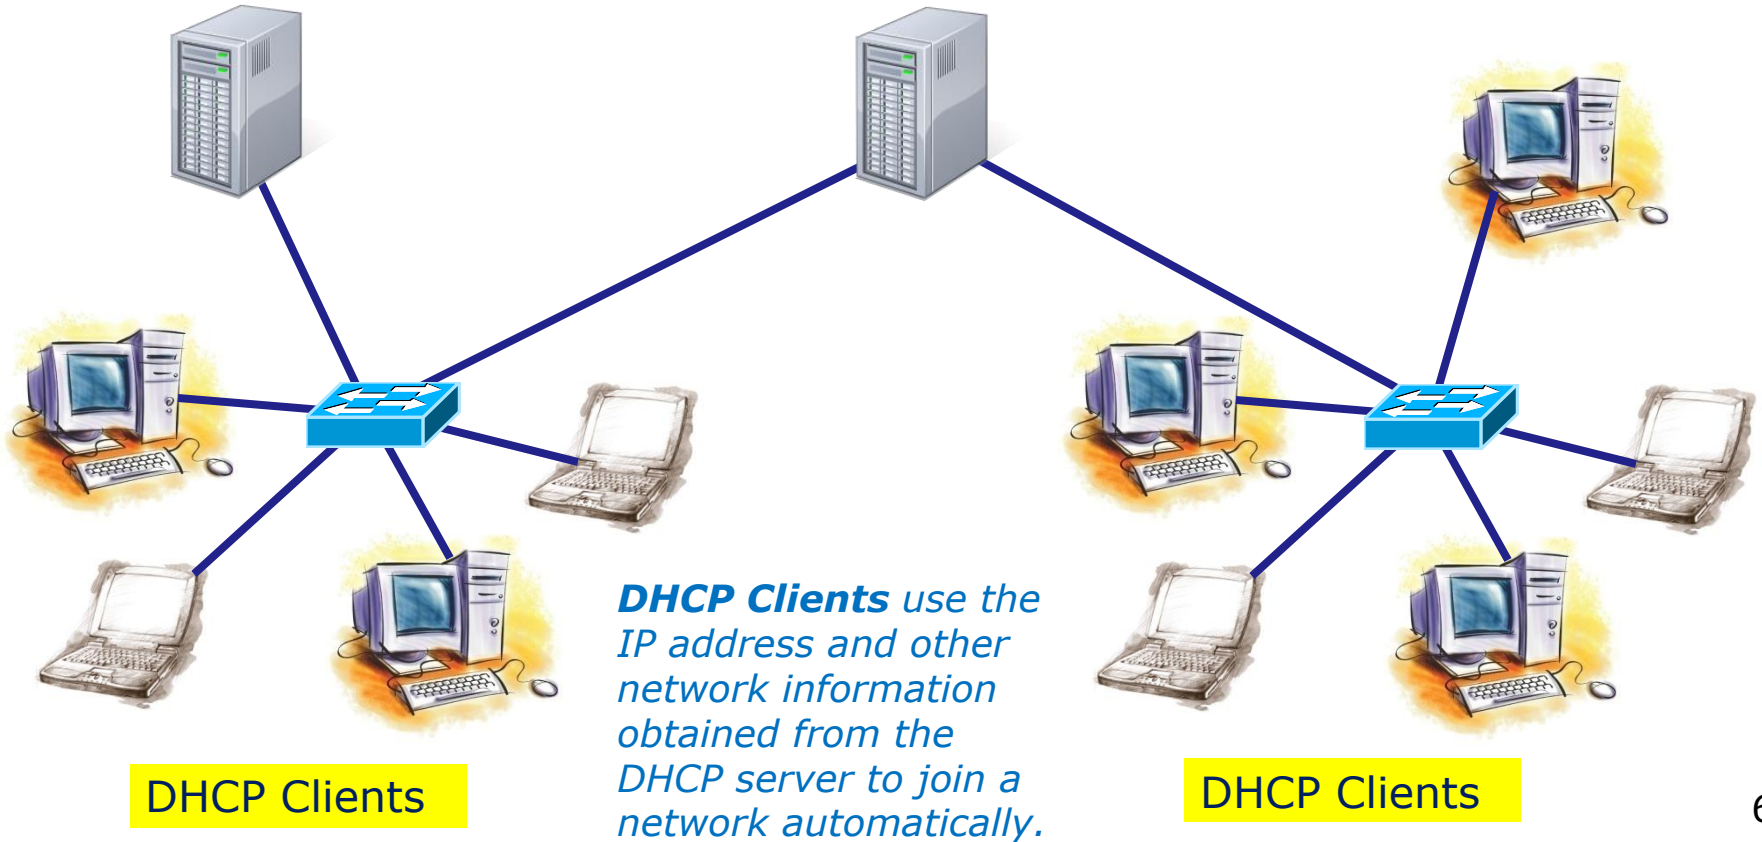 DHCP Clients use the
IP address and other
network information
obtained from the
DHCP server to join a
network automatically.
DHCP Clients
DHCP Clients
6